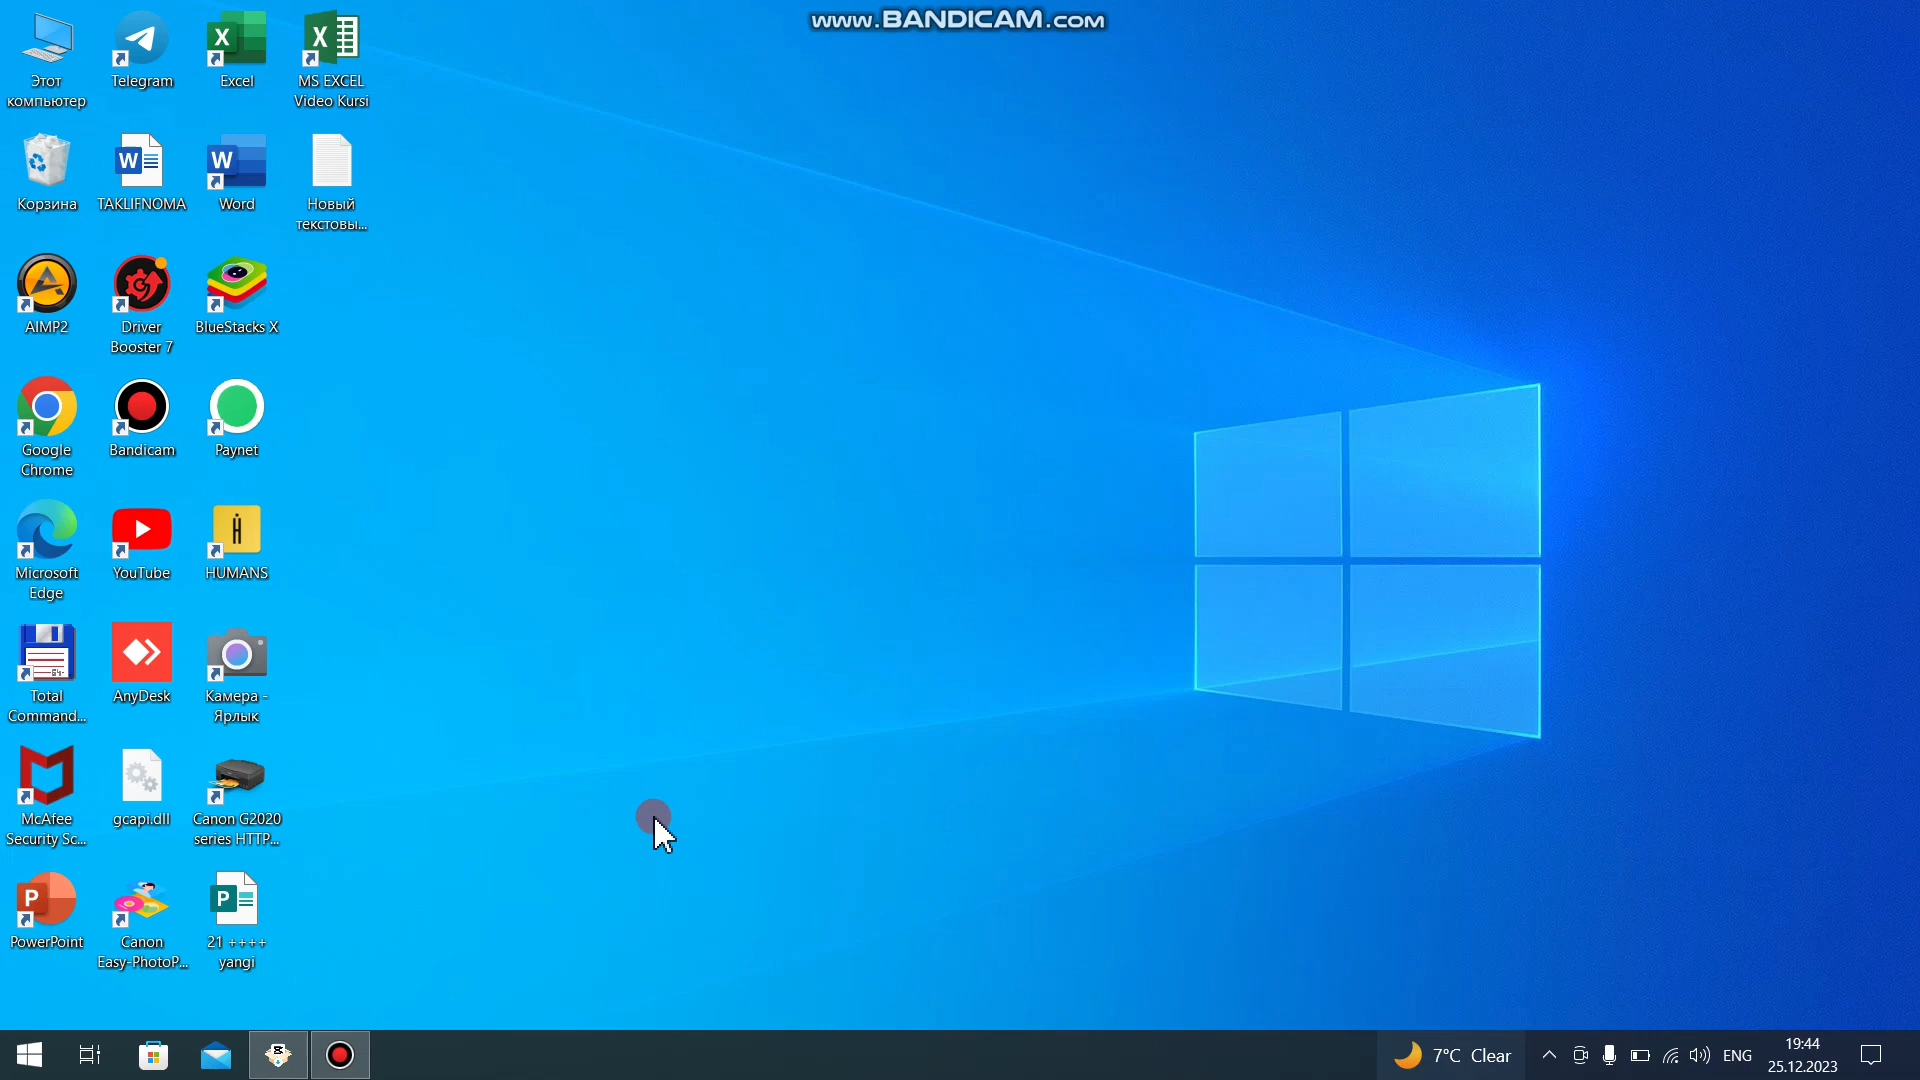 www.BANDICAM.com
Этот
компьютер
Telegram
Excel
MS EXCEL
Video Kursi
Корзина
TAKLIFNOMA
Word
Новый
текстовы...
AIMP2
Driver
Booster 7
BlueStacks X
Google
Chrome
Bandicam
Paynet
Microsoft
Edge
YouTube
HUMANS
Total
Command...
AnyDesk
Камера -
Ярлык
McAfee
Security Sc...
gcapi.dll
Canon G2020
series HTTP...
PowerPoint
Canon
Easy-PhotoP...
21 ++++
yangi
7°C Clear
ENG
19:44
25.12.2023